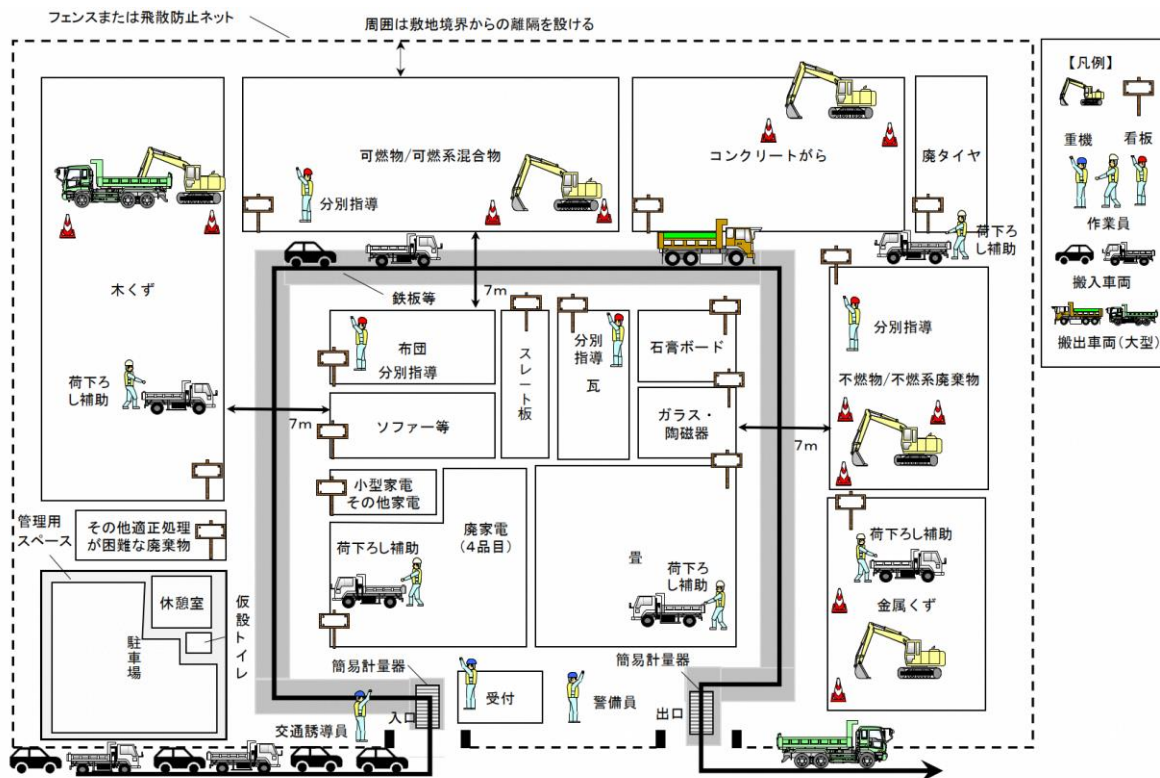 フェンスまたは飛散防止ネット
周囲は敷地境界からの離隔を設ける
【凡例】
重機
看板
作業員
搬入車両
搬出車両(大型)
可燃物/可燃系混合物
分別指導
コンクリートがら
廃タイヤ
荷下ろ
し補助
木くず
鉄板等
7m
布団
分別指導
スレート板
分別
指導
瓦
石膏ボード
分別指導
不燃物/不燃系廃棄物
荷下ろ
し補助
7m
ソファー等
ガラス・
陶磁器
7m
小型家電
その他家電
廃家電
(4品目)
畳
管理用
スペース
その他適正処理
が困難な廃棄物
荷下ろし補助
荷下ろ
し補助
荷下ろし補助
金属くず
休憩室
仮設トイレ
駐車場
簡易計量器
受付
警備員
簡易計量器
交通誘導員
入口
出口